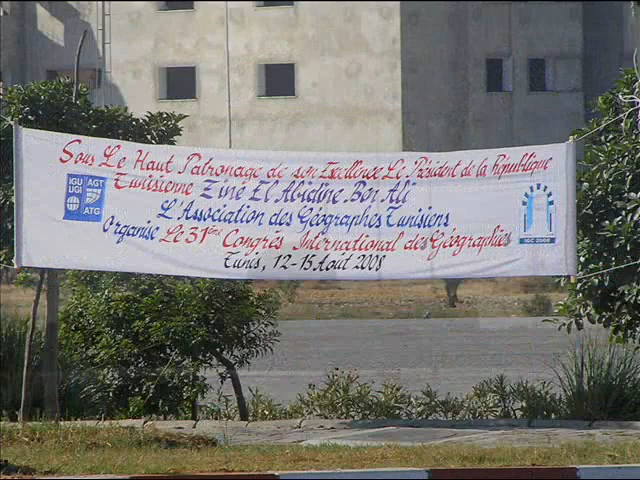 Sous Le Haut Patronage de son Excellence Le Président de la République
Tunisienne Zine El Abidine Ben Ali
L'Association des Géographes Tunisiens
Organise Le 31ème Congrès International des Géographies
Tunis, 12-15 Août 2008
IGU AGT
UGI
ATG
IGC 2008